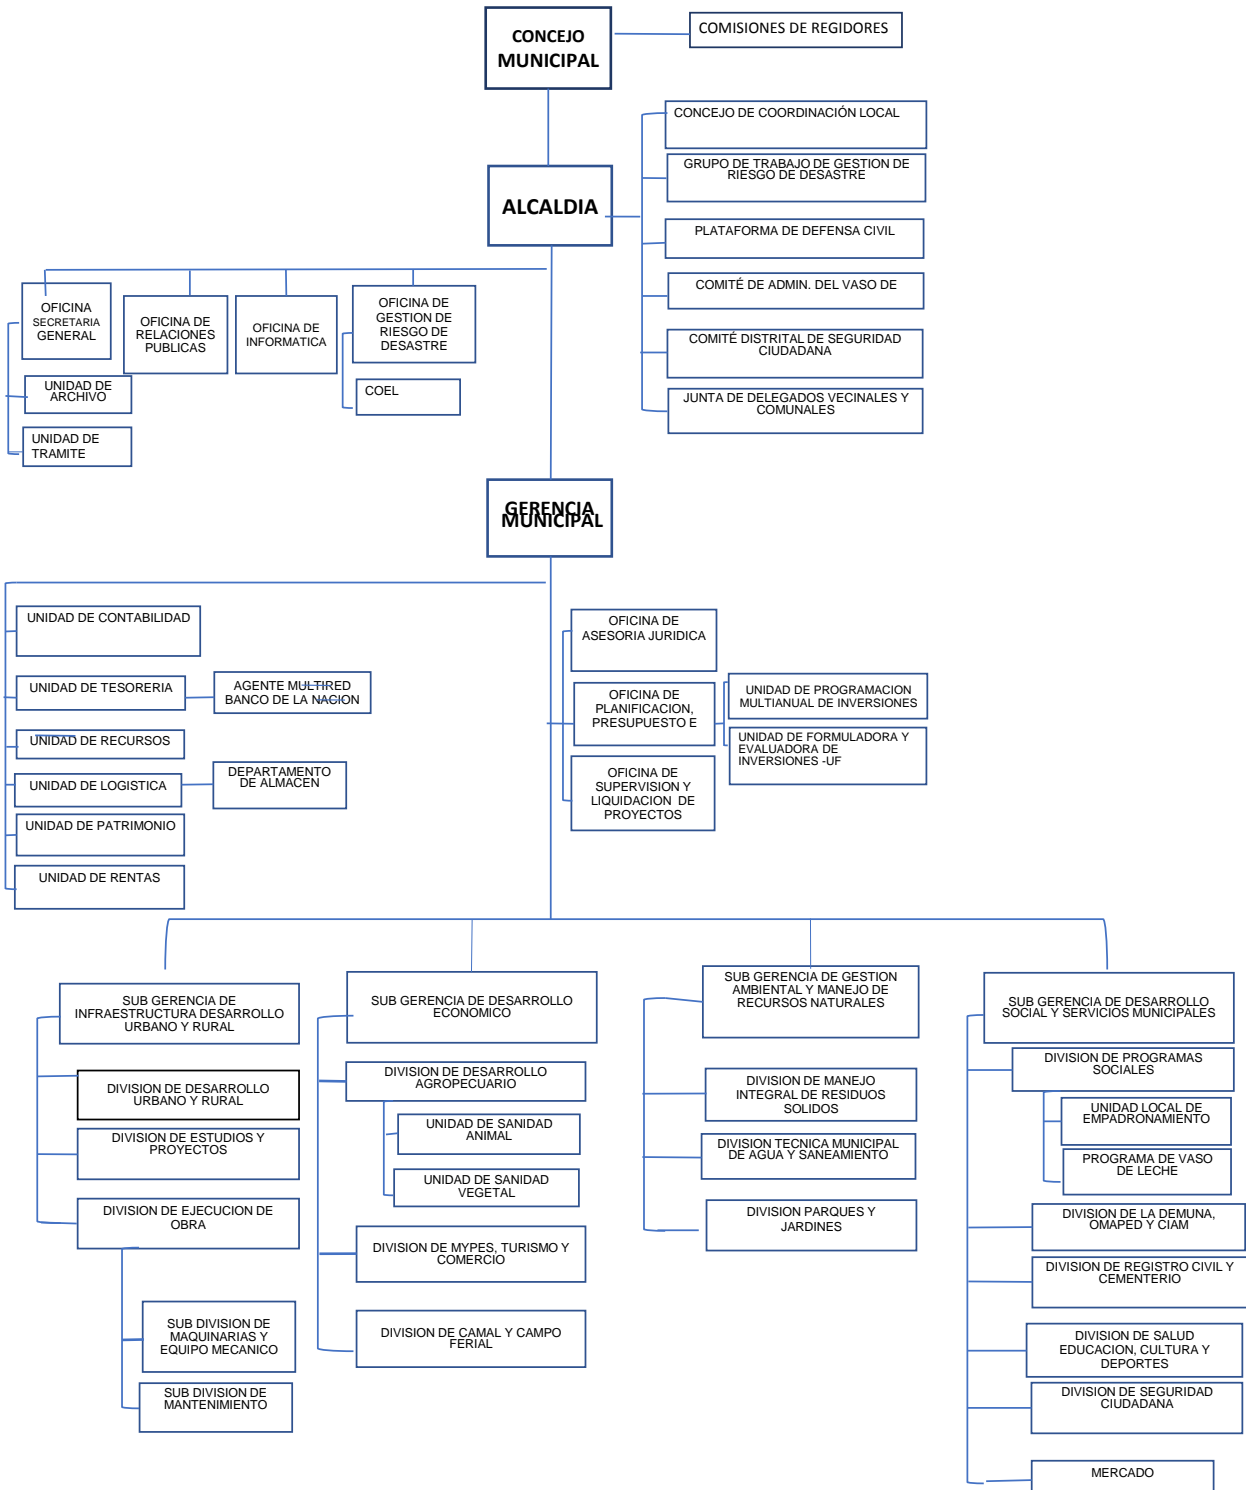 CONCEJO
MUNICIPAL
COMISIONES DE REGIDORES
CONCEJO DE COORDINACIÓN LOCAL
GRUPO DE TRABAJO DE GESTION DE
RIESGO DE DESASTRE
ALCALDIA
PLATAFORMA DE DEFENSA CIVIL
COMITÉ DE ADMIN. DEL VASO DE
COMITÉ DISTRITAL DE SEGURIDAD
CIUDADANA
JUNTA DE DELEGADOS VECINALES Y
COMUNALES
OFICINA
SECRETARIA
GENERAL
OFICINA DE
RELACIONES
PUBLICAS
OFICINA DE
INFORMATICA
OFICINA DE
GESTION DE
RIESGO DE
DESASTRE
UNIDAD DE
ARCHIVO
COEL
UNIDAD DE
TRAMITE
GERENCIA
MUNICIPAL
UNIDAD DE CONTABILIDAD
UNIDAD DE TESORERIA
AGENTE MULTIRED
BANCO DE LA NACION
UNIDAD DE RECURSOS
UNIDAD DE LOGISTICA
DEPARTAMENTO
DE ALMACEN
UNIDAD DE PATRIMONIO
UNIDAD DE RENTAS
OFICINA DE
ASESORIA JURIDICA
OFICINA DE
PLANIFICACION,
PRESUPUESTO E
UNIDAD DE PROGRAMACION
MULTIANUAL DE INVERSIONES
UNIDAD DE FORMULADORA Y
EVALUADORA DE
INVERSIONES -UF
OFICINA DE
SUPERVISION Y
LIQUIDACION DE
PROYECTOS
SUB GERENCIA DE
INFRAESTRUCTURA DESARROLLO
URBANO Y RURAL
DIVISION DE DESARROLLO
URBANO Y RURAL
DIVISION DE ESTUDIOS Y
PROYECTOS
DIVISION DE EJECUCION DE
OBRA
SUB DIVISION DE
MAQUINARIAS Y
EQUIPO MECANICO
SUB DIVISION DE
MANTENIMIENTO
SUB GERENCIA DE DESARROLLO
ECONOMICO
DIVISION DE DESARROLLO
AGROPECUARIO
UNIDAD DE SANIDAD
ANIMAL
UNIDAD DE SANIDAD
VEGETAL
DIVISION DE MYPES, TURISMO Y
COMERCIO
DIVISION DE CAMAL Y CAMPO
FERIAL
SUB GERENCIA DE GESTION
AMBIENTAL Y MANEJO DE
RECURSOS NATURALES
DIVISION DE MANEJO
INTEGRAL DE RESIDUOS
SOLIDOS
DIVISION TECNICA MUNICIPAL
DE AGUA Y SANEAMIENTO
DIVISION PARQUES Y
JARDINES
SUB GERENCIA DE DESARROLLO
SOCIAL Y SERVICIOS MUNICIPALES
DIVISION DE PROGRAMAS
SOCIALES
UNIDAD LOCAL DE
EMPADRONAMIENTO
PROGRAMA DE VASO
DE LECHE
DIVISION DE LA DEMUNA,
OMAPED Y CIAM
DIVISION DE REGISTRO CIVIL Y
CEMENTERIO
DIVISION DE SALUD
EDUCACION, CULTURA Y
DEPORTES
DIVISION DE SEGURIDAD
CIUDADANA
MERCADO